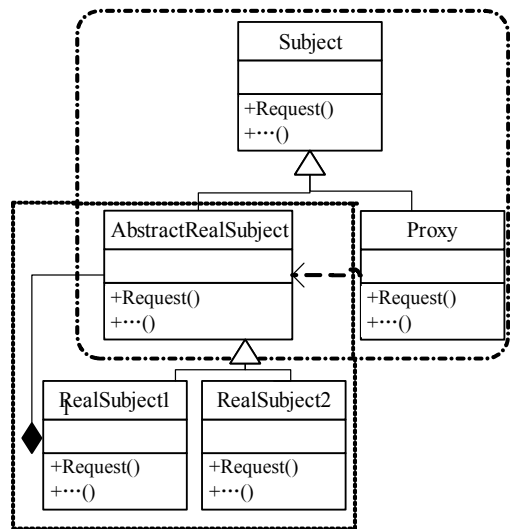 Subject
+Request()
+···()
AbstractRealSubject
+Request()
+···()
Proxy
+Request()
+···()
RealSubject1
+Request()
+···()
RealSubject2
+Request()
+···()